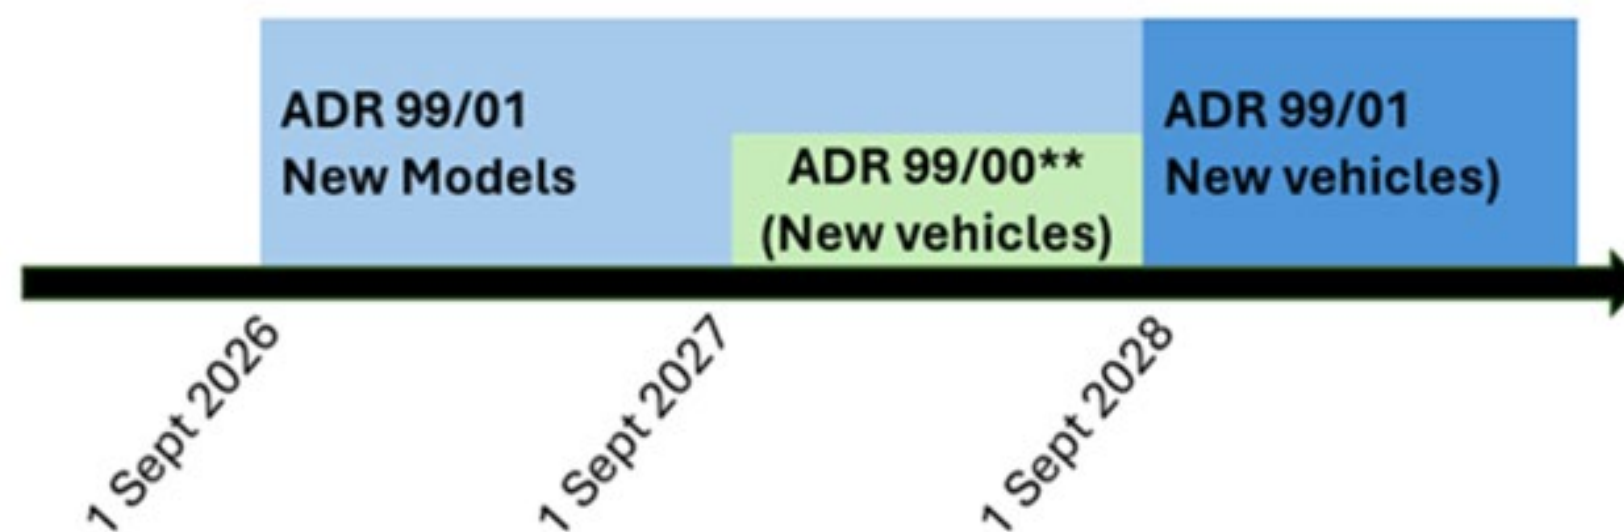 ADR 99/01
New Models
ADR 99/00**
(New vehicles)
ADR 99/01
New vehicles)
1 Sept 2026
1 Sept 2027
1 Sept 2028